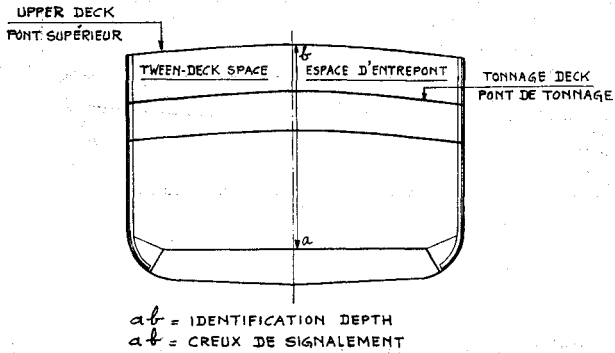 UPPER DECK
PONT SUPÉRIEUR
b
TWEEN-DECK SPACE
ESPACE D'ENTREPONT
TONNAGE DECK
PONT DE TONNAGE
a
ab = IDENTIFICATION DEPTH
ab = CREUX DE SIGNALEMENT